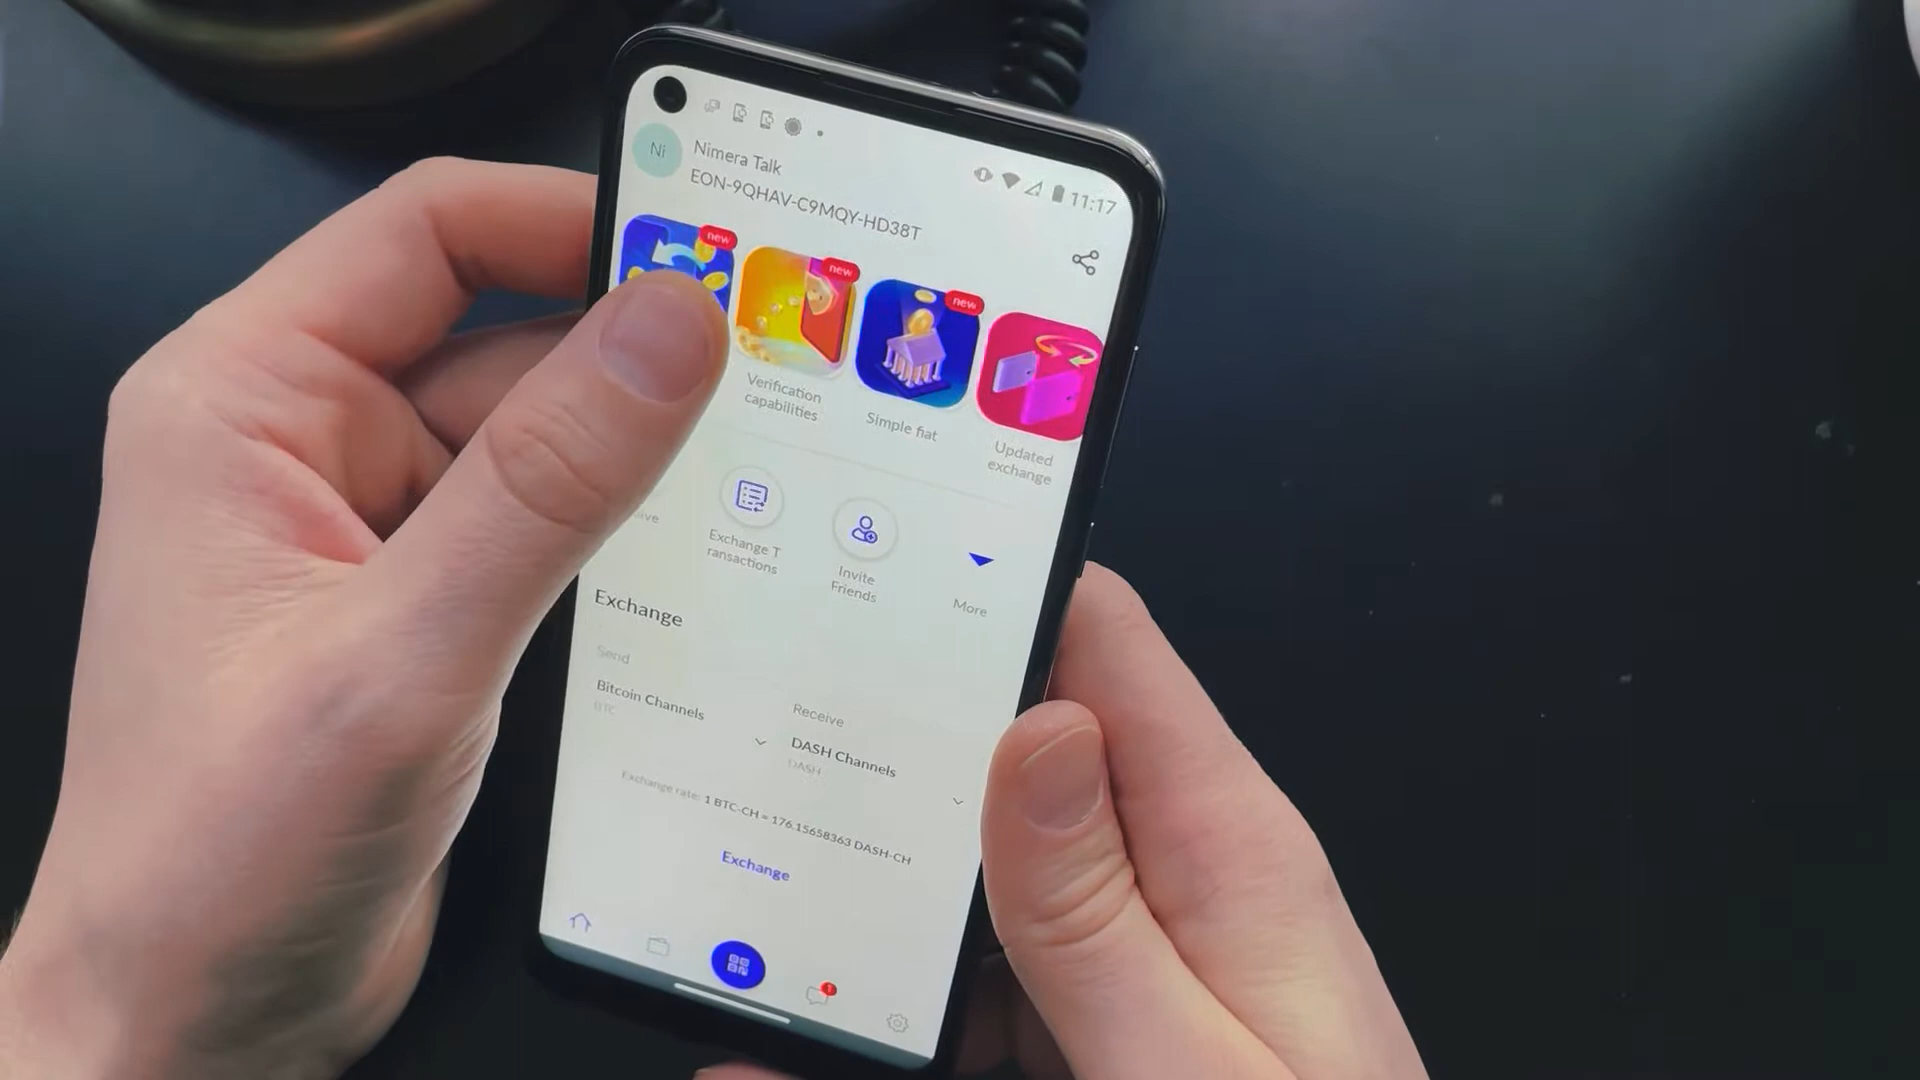 11:17
Ni
Nimera Talk
EON-9QHAV-C9MQY-HD38T
new
new
new
Verification
capabilities
Simple fiat
Updated
exchange
Exchange T
ransactions
Invite
Friends
More
Exchange
Send
Bitcoin Channels
BTC
Receive
DASH Channels
DASH
Exchange rate: 1 BTC-CH = 176.15658363 DASH-CH
Exchange
1